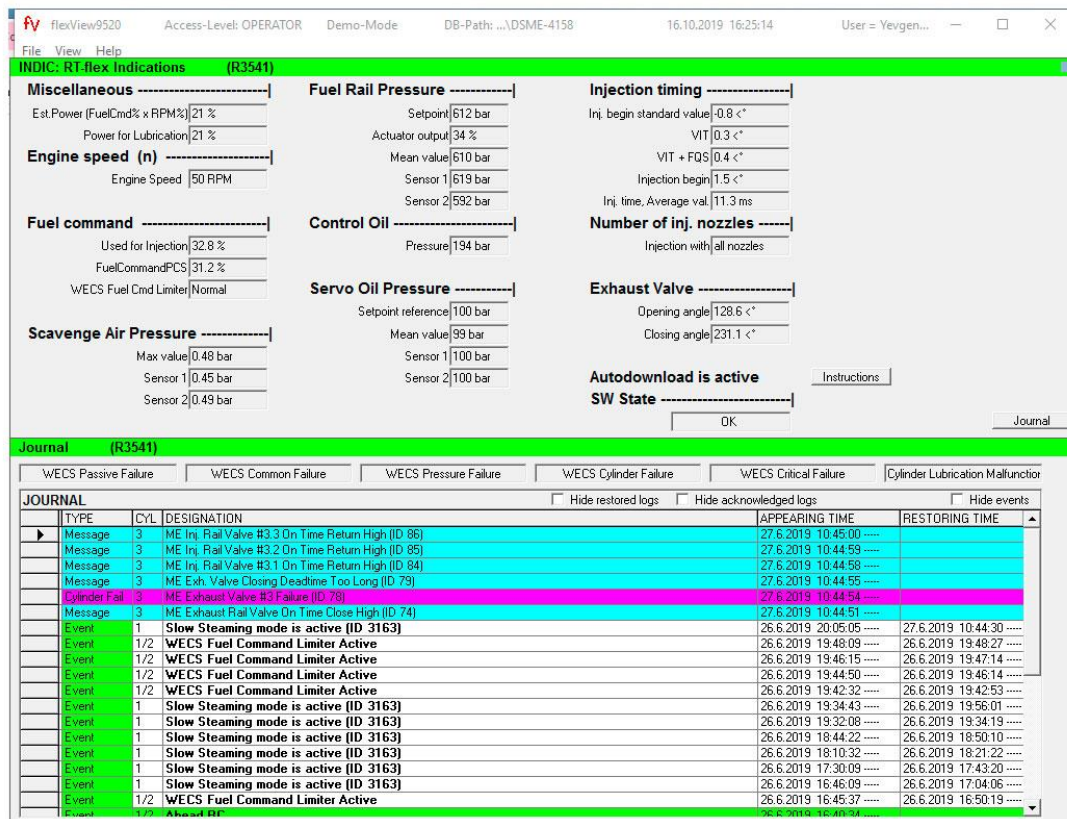 fV flexView9520 Access-Level: OPERATOR Demo-Mode DB-Path: ...\DSME-4158 16.10.2019 16:25:14 User = Yevgen...
File View Help
INDIC: RT-flex Indications (R3541)
Miscellaneous -------------------------|
Est.Power (FuelCmd% x RPM%) 21 %
Power for Lubrication 21 %
Engine speed (n) --------------------|
Engine Speed 50 RPM
Fuel command ------------------------|
Used for Injection 32.8 %
FuelCommandPCS 31.2 %
WECS Fuel Cmd Limiter Normal
Scavenge Air Pressure -------------|
Max value 0.48 bar
Sensor 1 0.45 bar
Sensor 2 0.49 bar
Fuel Rail Pressure ------------|
Setpoint 612 bar
Actuator output 34 %
Mean value 610 bar
Sensor 1 619 bar
Sensor 2 592 bar
Control Oil -----------------------|
Pressure 194 bar
Servo Oil Pressure -----------|
Setpoint reference 100 bar
Mean value 99 bar
Sensor 1 100 bar
Sensor 2 100 bar
Injection timing ----------------|
Inj. begin standard value -0.8 <°
VIT 0.3 <°
VIT + FQS 0.4 <°
Injection begin 1.5 <°
Inj. time, Average val. 11.3 ms
Number of inj. nozzles ------|
Injection with all nozzles
Exhaust Valve ------------------|
Opening angle 128.6 <°
Closing angle 231.1 <°
Autodownload is active Instructions
SW State -------------------------|
OK
Journal
Journal (R3541)
WECS Passive Failure WECS Common Failure WECS Pressure Failure WECS Cylinder Failure WECS Critical Failure Cylinder Lubrication Malfunction
JOURNAL Hide restored logs Hide acknowledged logs Hide events
TYPE CYL DESIGNATION APPEARING TIME RESTORING TIME
Message 3 ME Inj. Rail Valve #3.3 On Time Return High (ID 86) 27.6.2019 10:45:00 -----
Message 3 ME Inj. Rail Valve #3.2 On Time Return High (ID 85) 27.6.2019 10:44:59 -----
Message 3 ME Inj. Rail Valve #3.1 On Time Return High (ID 84) 27.6.2019 10:44:58 -----
Message 3 ME Exh. Valve Closing Deadtime Too Long (ID 79) 27.6.2019 10:44:55 -----
Cylinder Fail 3 ME Exhaust Valve #3 Failure (ID 78) 27.6.2019 10:44:54 -----
Message 3 ME Exhaust Rail Valve On Time Close High (ID 74) 27.6.2019 10:44:51 -----
Event 1 Slow Steaming mode is active (ID 3163) 26.6.2019 20:05:05 ----- 27.6.2019 10:44:30 -----
Event 1/2 WECS Fuel Command Limiter Active 26.6.2019 19:48:09 ----- 26.6.2019 19:48:27 -----
Event 1/2 WECS Fuel Command Limiter Active 26.6.2019 19:46:15 ----- 26.6.2019 19:47:14 -----
Event 1/2 WECS Fuel Command Limiter Active 26.6.2019 19:44:50 ----- 26.6.2019 19:46:14 -----
Event 1/2 WECS Fuel Command Limiter Active 26.6.2019 19:42:32 ----- 26.6.2019 19:42:53 -----
Event 1 Slow Steaming mode is active (ID 3163) 26.6.2019 19:34:43 ----- 26.6.2019 19:56:01 -----
Event 1 Slow Steaming mode is active (ID 3163) 26.6.2019 19:32:08 ----- 26.6.2019 19:34:19 -----
Event 1 Slow Steaming mode is active (ID 3163) 26.6.2019 18:44:22 ----- 26.6.2019 18:50:10 -----
Event 1 Slow Steaming mode is active (ID 3163) 26.6.2019 18:10:32 ----- 26.6.2019 18:21:22 -----
Event 1 Slow Steaming mode is active (ID 3163) 26.6.2019 17:30:09 ----- 26.6.2019 17:43:20 -----
Event 1 Slow Steaming mode is active (ID 3163) 26.6.2019 16:46:09 ----- 26.6.2019 17:04:06 -----
Event 1/2 WECS Fuel Command Limiter Active 26.6.2019 16:45:37 ----- 26.6.2019 16:50:19 -----
Event 1/2 Ahead RC 26.6.2019 16:40:34 -----